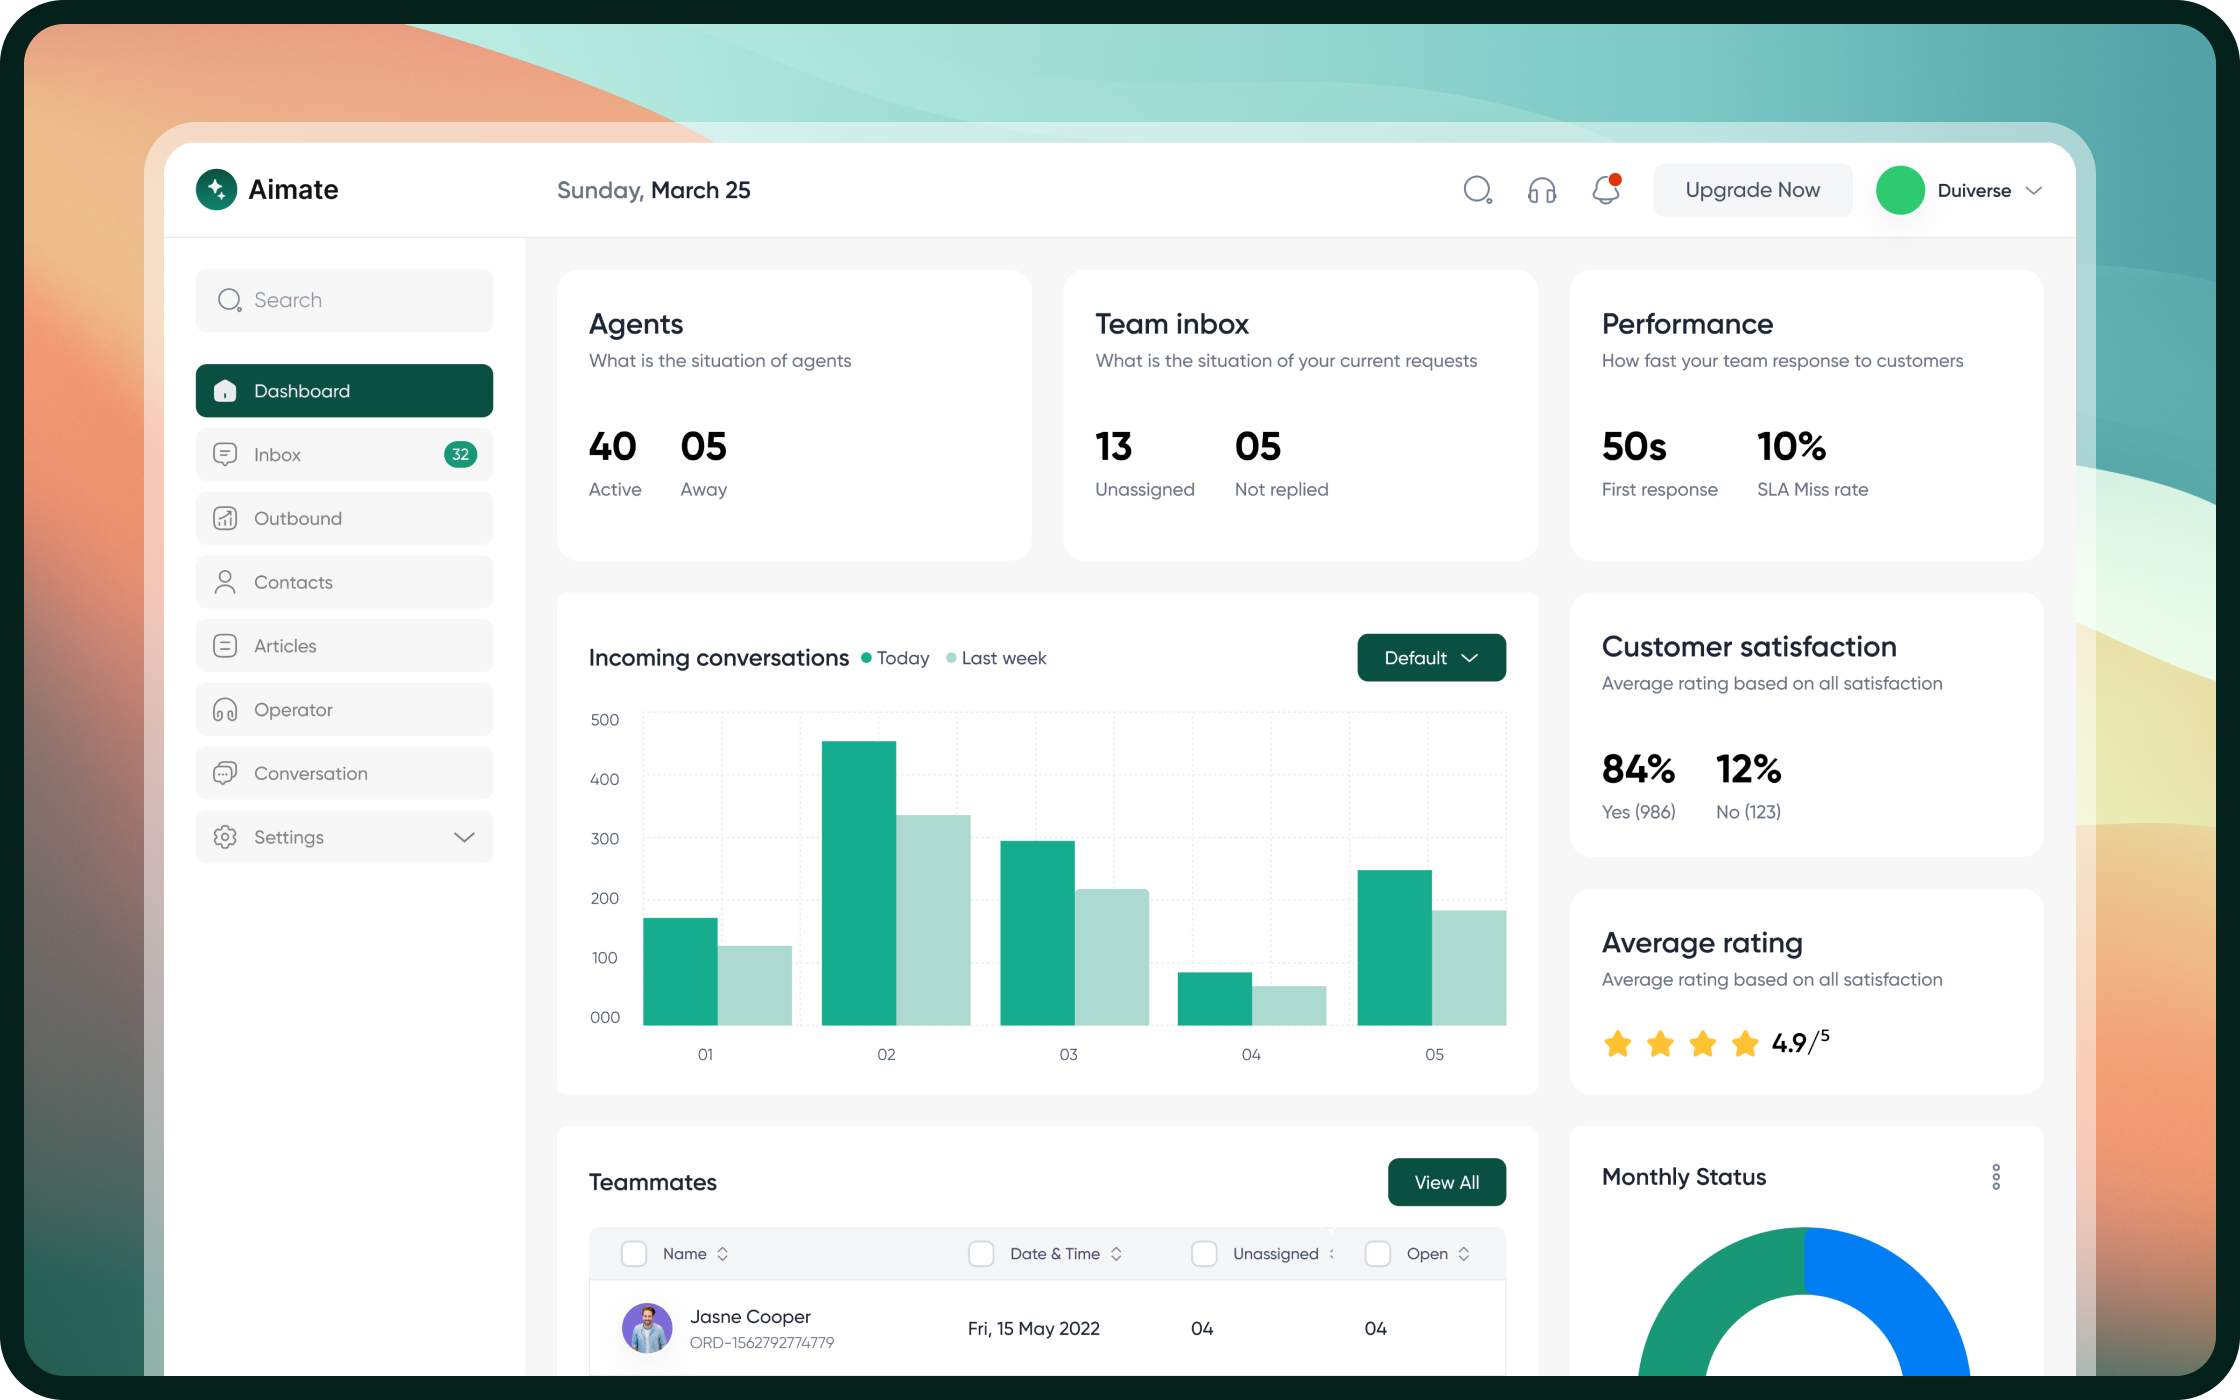 Aimate
Sunday, March 25
Upgrade Now
Duiverse
Search
Dashboard
Inbox 32
Outbound
Contacts
Articles
Operator
Conversation
Settings
Agents
What is the situation of agents
40 05
Active Away
Team inbox
What is the situation of your current requests
13 05
Unassigned Not replied
Performance
How fast your team response to customers
50s 10%
First response SLA Miss rate
Incoming conversations Today Last week
Default
500
400
300
200
100
000
01 02 03 04 05
Customer satisfaction
Average rating based on all satisfaction
84% 12%
Yes (986) No (123)
Average rating
Average rating based on all satisfaction
4.9/5
Teammates
View All
Name Date & Time Unassigned Open
Jasne Cooper
ORD-1562792774779
Fri, 15 May 2022 04 04
Monthly Status